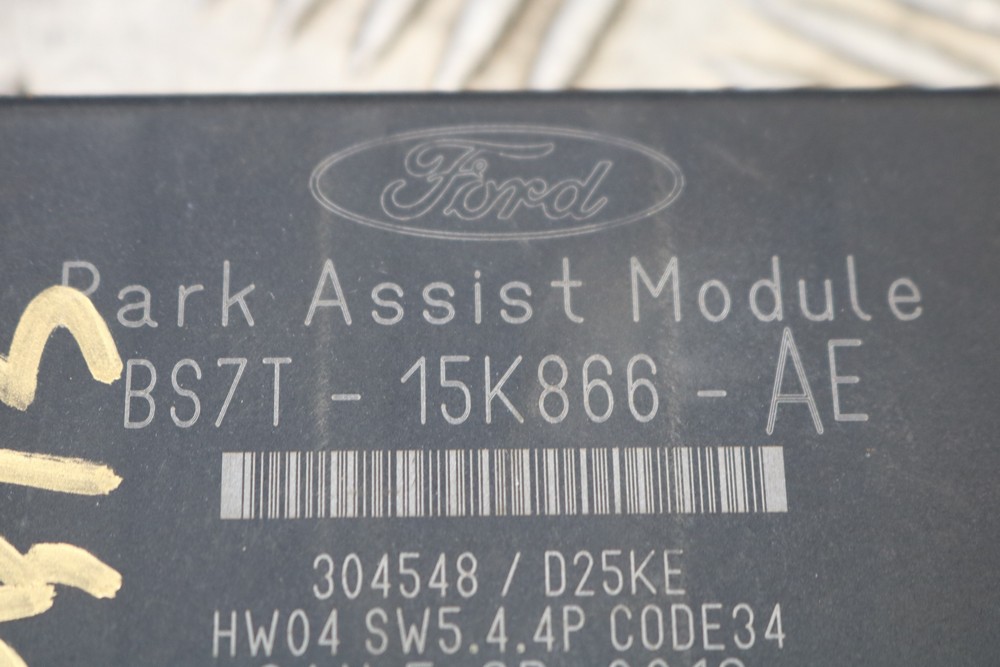 Ford
Park Assist Module
BS7T - 15K866 - AE
304548 / D25KE
HW04 SW5.4.4P CODE34